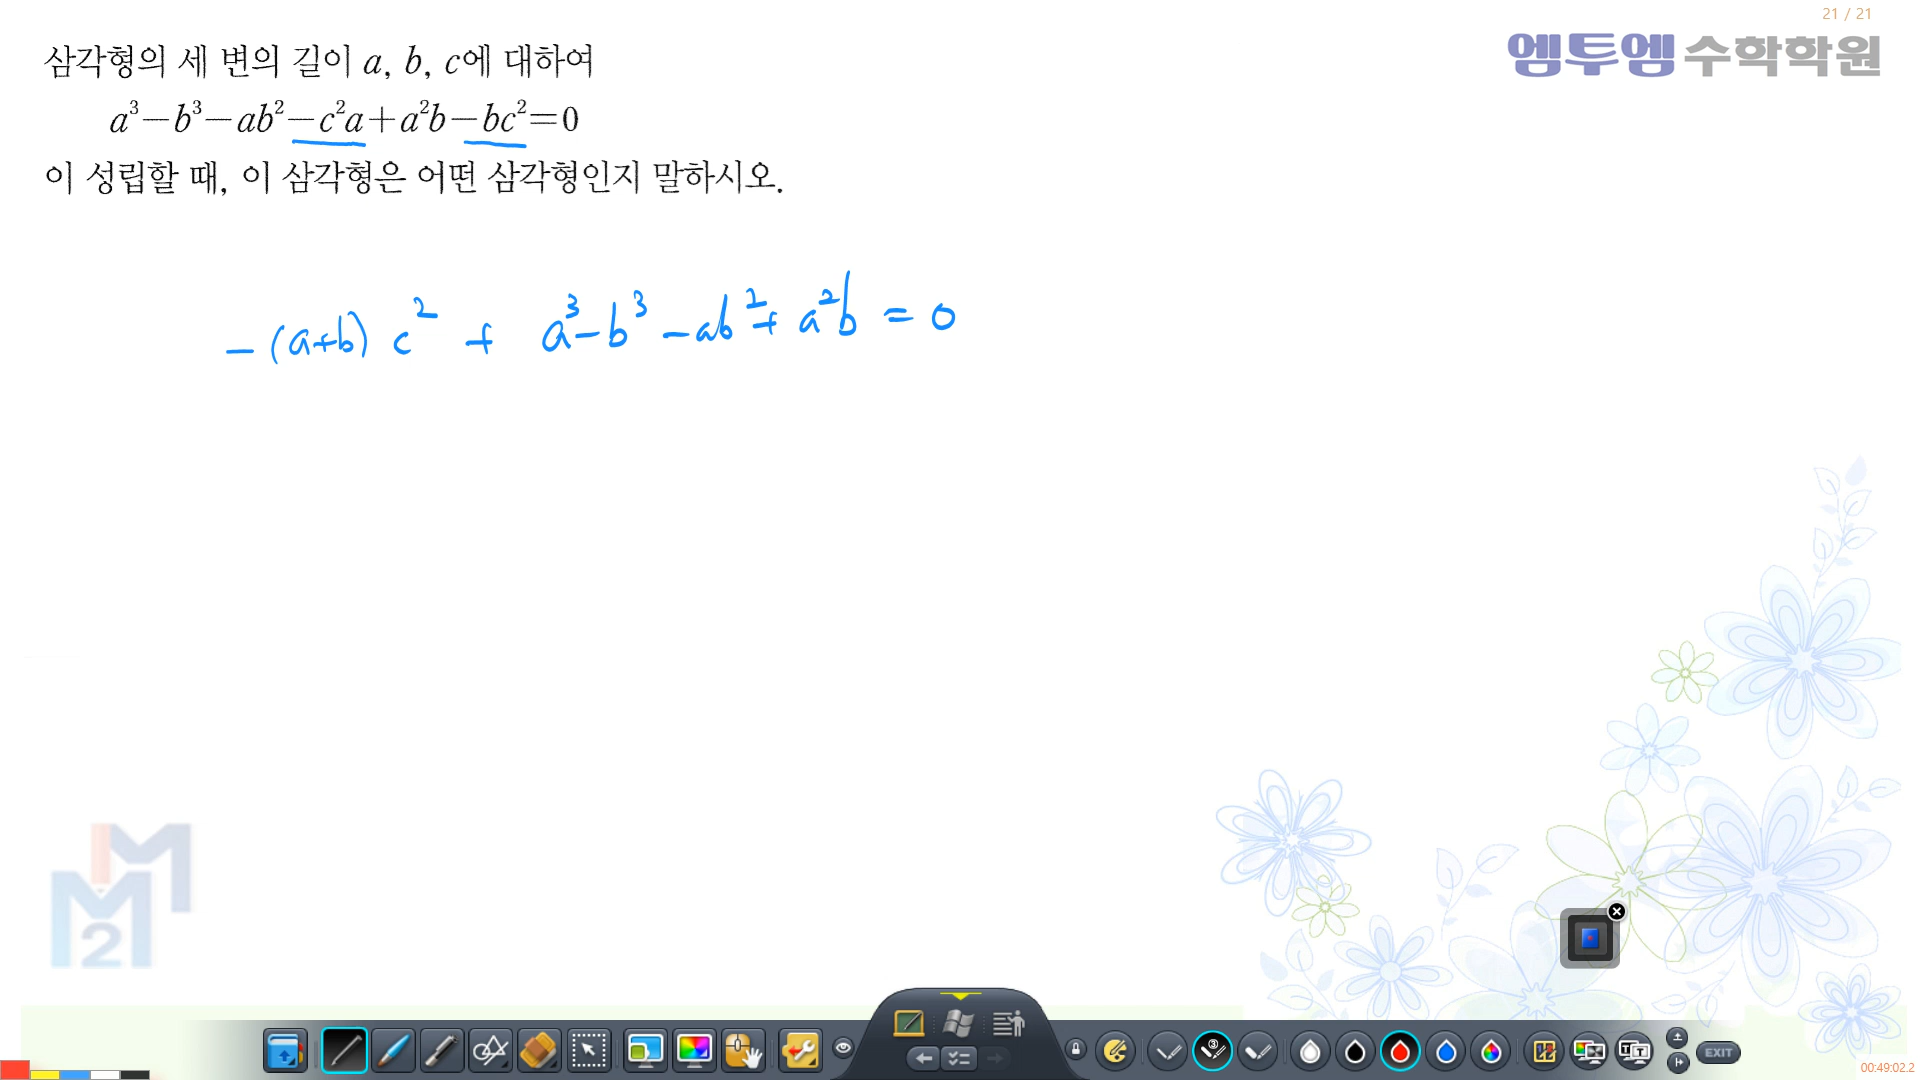 21 / 21
엠투엠 수학학원
삼각형의 세 변의 길이 a, b, c에 대하여
a³−b³−ab²−c²a+a²b−bc²=0
이 성립할 때, 이 삼각형은 어떤 삼각형인지 말하시오.
−(a+b) c² + a³−b³−ab²+a²b = 0
M
M
2
EXIT
00:49:02.2